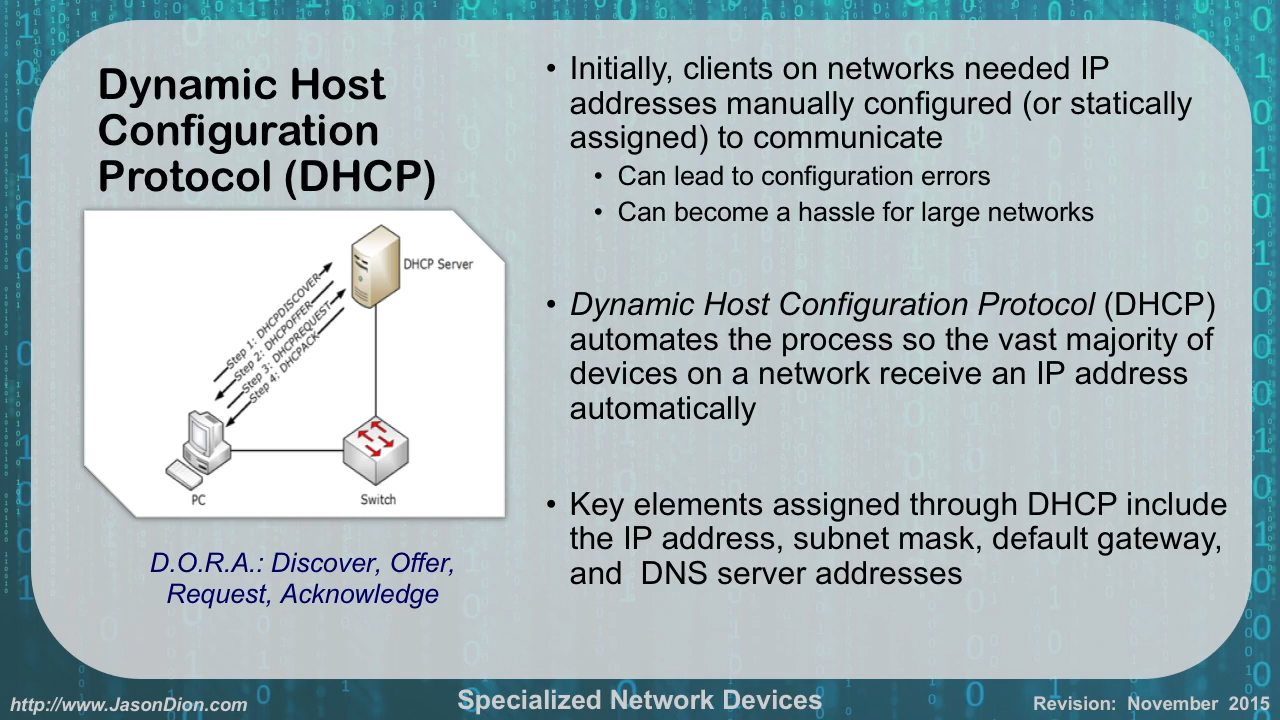 Dynamic Host
Configuration
Protocol (DHCP)
DHCP Server
Step 1: DHCPDISCOVER
Step 2: DHCPOFFER
Step 3: DHCPREQUEST
Step 4: DHCPACK
PC
Switch
D.O.R.A.: Discover, Offer,
Request, Acknowledge
• Initially, clients on networks needed IP
addresses manually configured (or statically
assigned) to communicate
• Can lead to configuration errors
• Can become a hassle for large networks
• Dynamic Host Configuration Protocol (DHCP)
automates the process so the vast majority of
devices on a network receive an IP address
automatically
• Key elements assigned through DHCP include
the IP address, subnet mask, default gateway,
and  DNS server addresses
http://www.JasonDion.com
Specialized Network Devices
Revision: November 2015